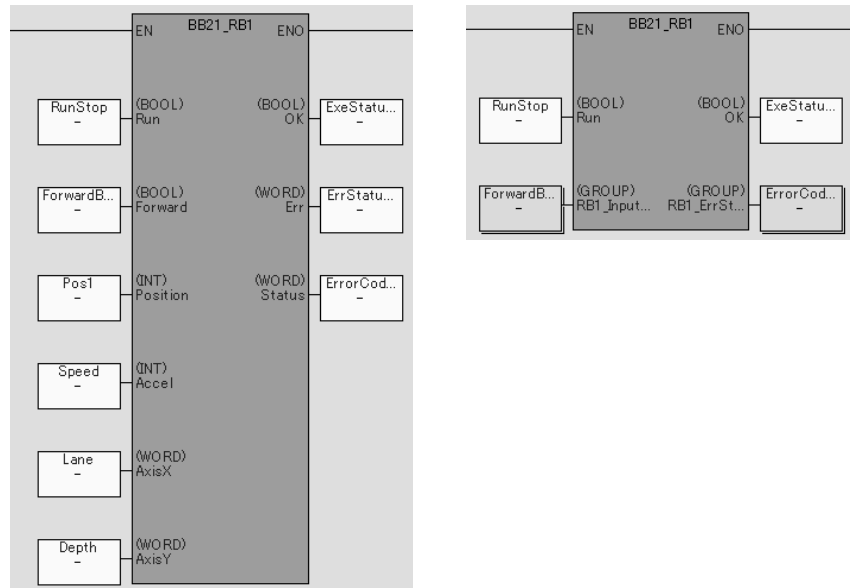 EN BB21_RB1 ENO
RunStop (BOOL) (BOOL) ExeStatu...
– Run OK –
ForwardB... (BOOL) (WORD) ErrStatu...
– Forward Err –
Pos1 (INT) (WORD) ErrorCod...
– Position Status –
Speed (INT)
– Accel
Lane (WORD)
– AxisX
Depth (WORD)
– AxisY
EN BB21_RB1 ENO
RunStop (BOOL) (BOOL) ExeStatu...
– Run OK –
ForwardB... (GROUP) (GROUP) ErrorCod...
– RB1_Input... RB1_ErrSt... –